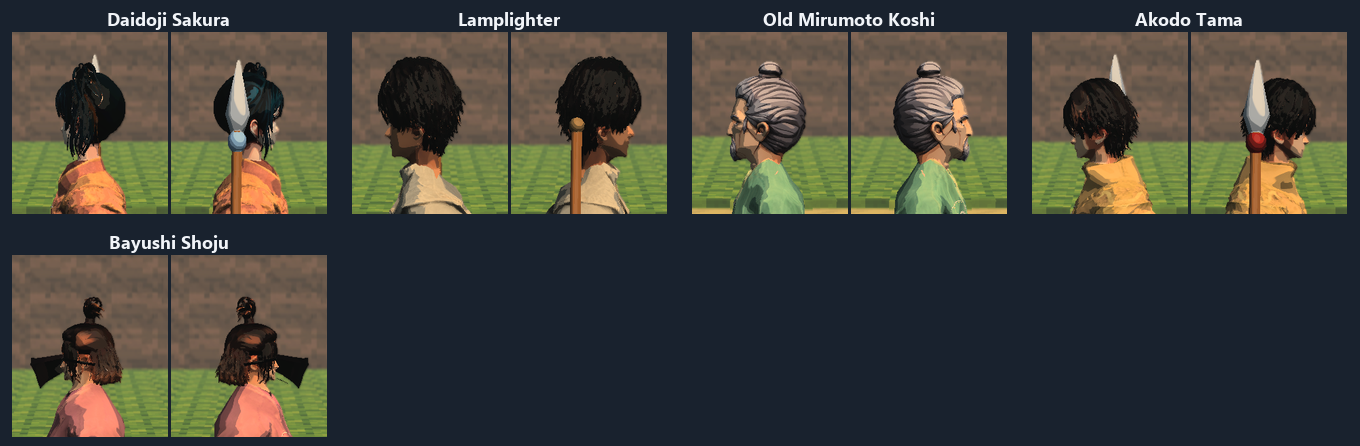 Daidoji Sakura
Lamplighter
Old Mirumoto Koshi
Akodo Tama
Bayushi Shoju